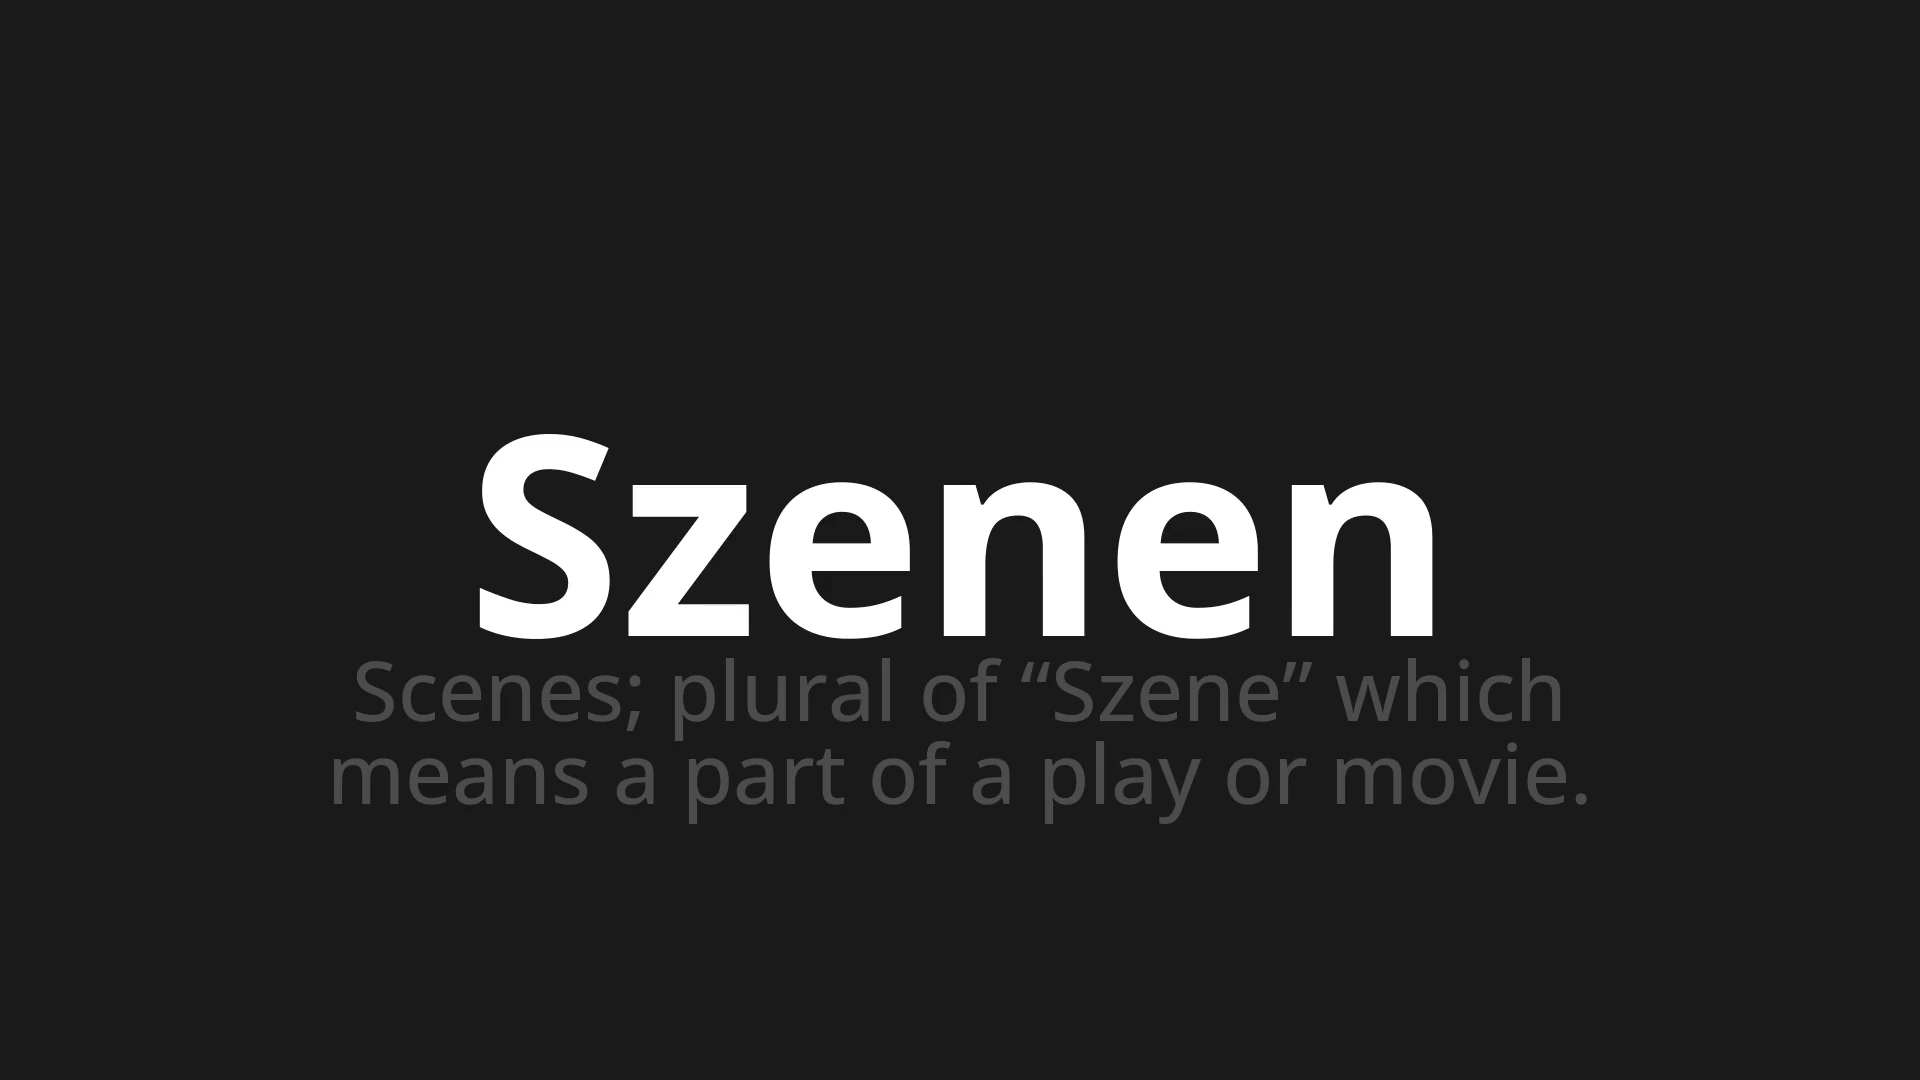 Szenen
Scenes; plural of “Szene” which
means a part of a play or movie.